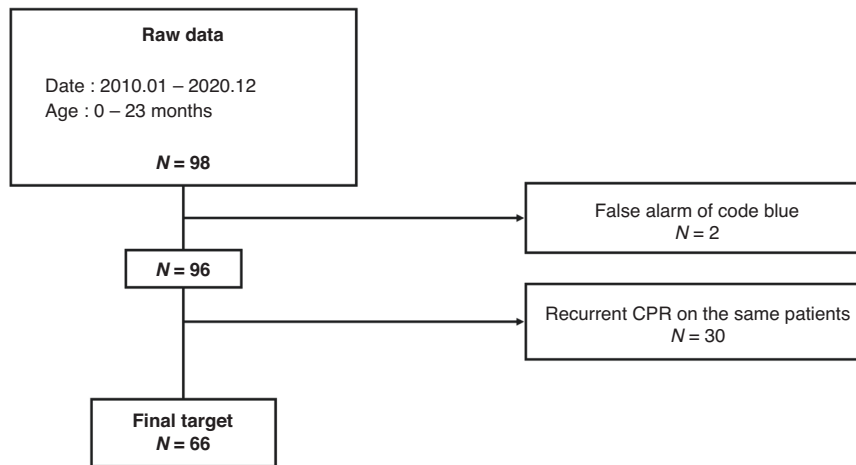 Raw data
Date : 2010.01 – 2020.12
Age : 0 – 23 months
N = 98
False alarm of code blue
N = 2
N = 96
Recurrent CPR on the same patients
N = 30
Final target
N = 66